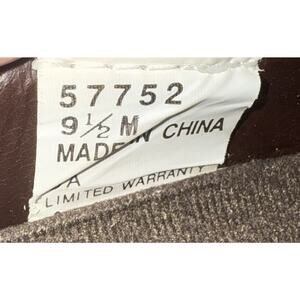 57752
9½ M
MADE IN CHINA
A
LIMITED WARRANTY